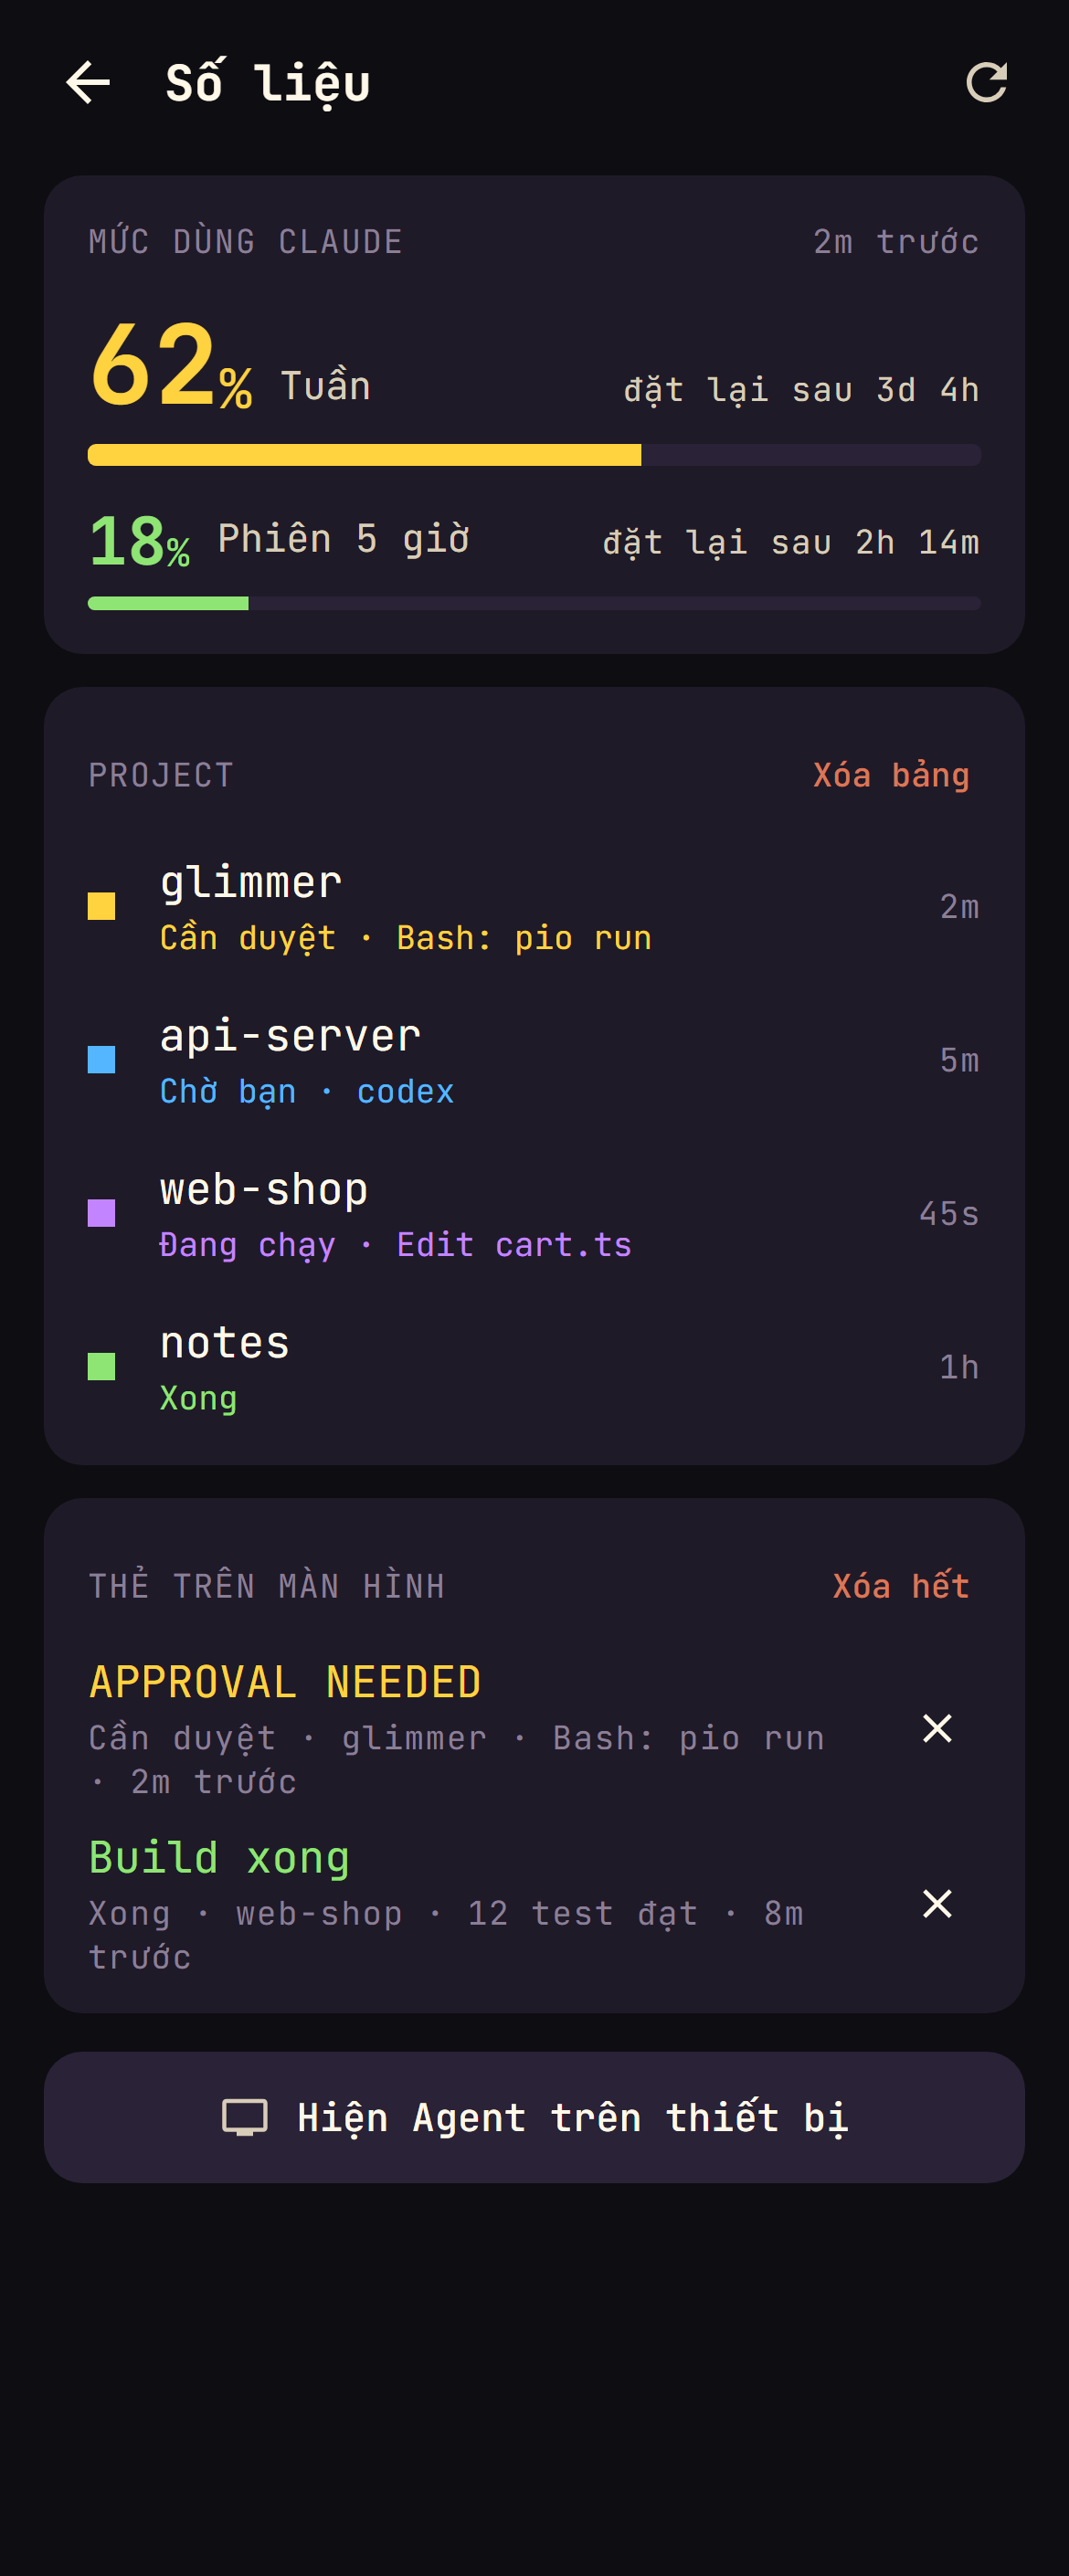 Số liệu
MỨC DÙNG CLAUDE 2m trước
62% Tuần đặt lại sau 3d 4h
18% Phiên 5 giờ đặt lại sau 2h 14m
PROJECT Xóa bảng
glimmer
Cần duyệt · Bash: pio run 2m
api-server
Chờ bạn · codex 5m
web-shop
Đang chạy · Edit cart.ts 45s
notes
Xong 1h
THẺ TRÊN MÀN HÌNH Xóa hết
APPROVAL NEEDED
Cần duyệt · glimmer · Bash: pio run
· 2m trước
Build xong
Xong · web-shop · 12 test đạt · 8m
trước
Hiện Agent trên thiết bị